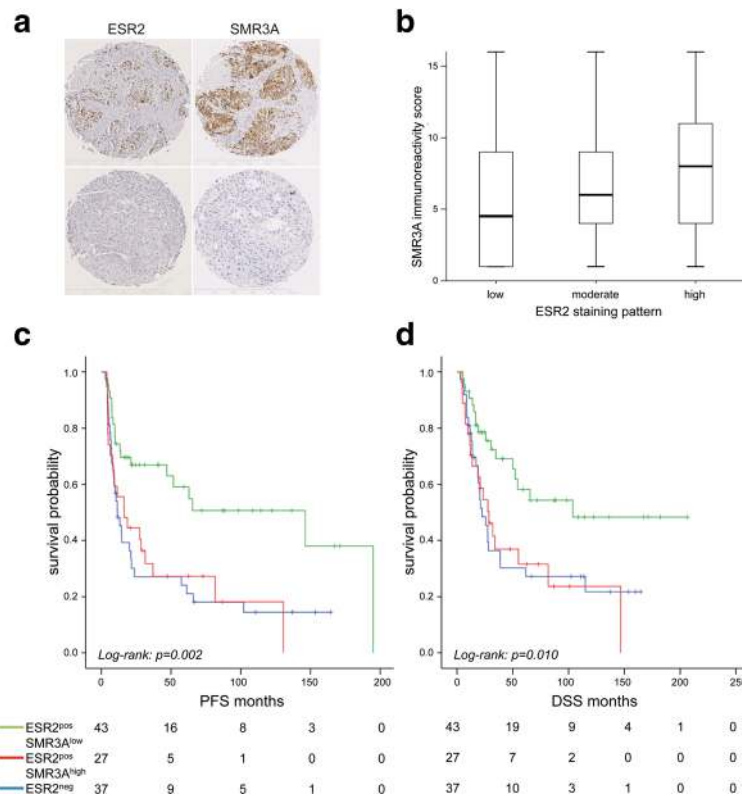 a
ESR2 SMR3A
b
SMR3A immunoreactivity score
15
10
5
0
low moderate high
ESR2 staining pattern
c
survival probability
1.0
0.8
0.6
0.4
0.2
0.0
Log-rank: p=0.002
0 50 100 150 200
PFS months
d
survival probability
1.0
0.8
0.6
0.4
0.2
0.0
Log-rank: p=0.010
0 50 100 150 200 250
DSS months
ESR2pos 43 16 8 3 0 43 19 9 4 1 0
SMR3Alow
ESR2pos 27 5 1 0 0 27 7 2 0 0 0
SMR3Ahigh
ESR2neg 37 9 5 1 0 37 10 3 1 0 0